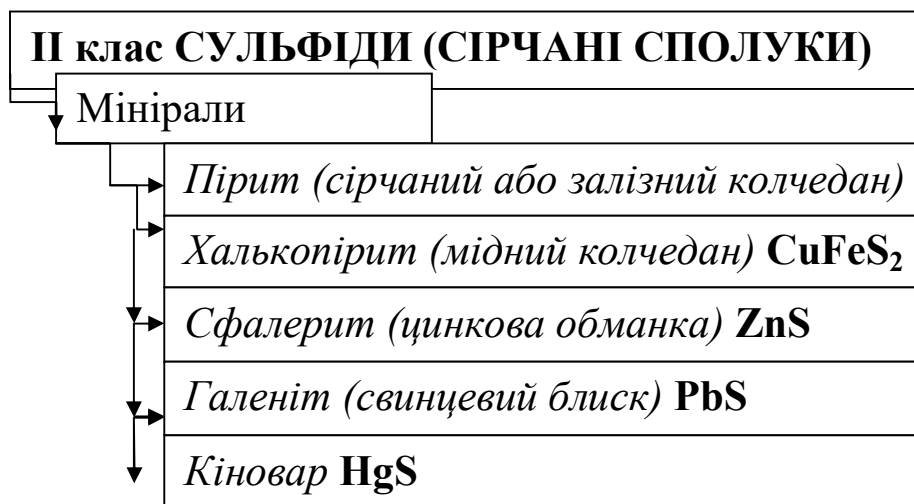 ІІ клас СУЛЬФІДИ (СІРЧАНІ СПОЛУКИ)
Мінірали
Пірит (сірчаний або залізний колчедан)
Халькопірит (мідний колчедан) CuFeS₂
Сфалерит (цинкова обманка) ZnS
Галеніт (свинцевий блиск) PbS
Кіновар HgS